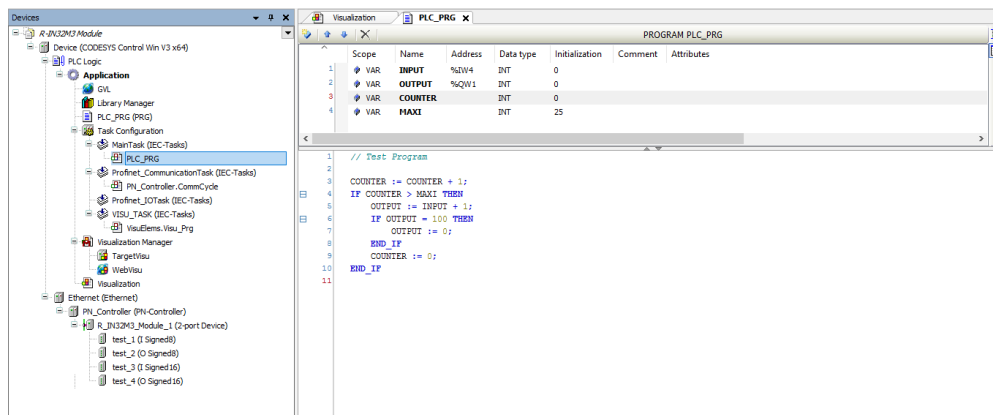 Devices
R-IN32M3 Module
Device (CODESYS Control Win V3 x64)
PLC Logic
Application
GVL
Library Manager
PLC_PRG (PRG)
Task Configuration
MainTask (IEC-Tasks)
PLC_PRG
Profinet_CommunicationTask (IEC-Tasks)
PN_Controller.CommCycle
Profinet_IOTask (IEC-Tasks)
VISU_TASK (IEC-Tasks)
VisuElems.Visu_Prg
Visualization Manager
TargetVisu
WebVisu
Visualization
Ethernet (Ethernet)
PN_Controller (PN-Controller)
R_IN32M3_Module_1 (2-port Device)
test_1 (I Signed8)
test_2 (O Signed8)
test_3 (I Signed16)
test_4 (O Signed16)
Visualization PLC_PRG
PROGRAM PLC_PRG
Scope Name Address Data type Initialization Comment Attributes
1 VAR INPUT %IW4 INT 0
2 VAR OUTPUT %QW1 INT 0
3 VAR COUNTER INT 0
4 VAR MAXI INT 25
1 // Test Program
2
3 COUNTER := COUNTER + 1;
4 IF COUNTER > MAXI THEN
5 OUTPUT := INPUT + 1;
6 IF OUTPUT = 100 THEN
7 OUTPUT := 0;
8 END_IF
9 COUNTER := 0;
10 END_IF
11